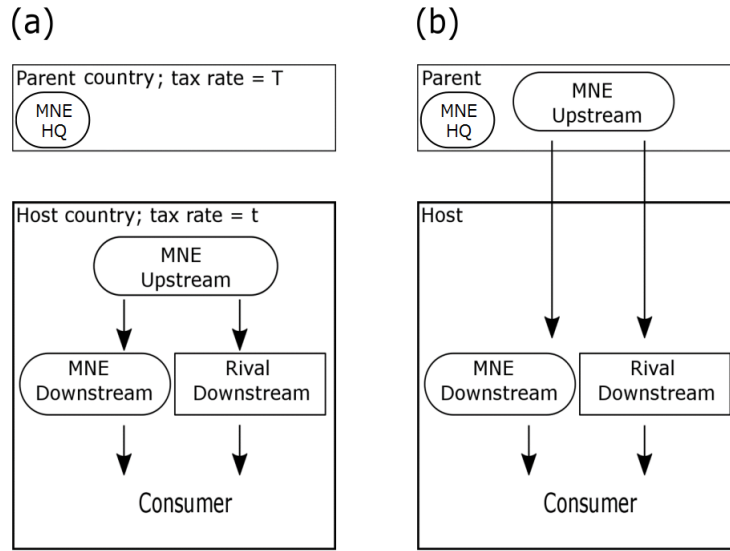 (a)
Parent country; tax rate = T
MNE
HQ
Host country; tax rate = t
MNE
Upstream
MNE
Downstream
Rival
Downstream
Consumer
(b)
Parent
MNE
HQ
MNE
Upstream
Host
MNE
Downstream
Rival
Downstream
Consumer